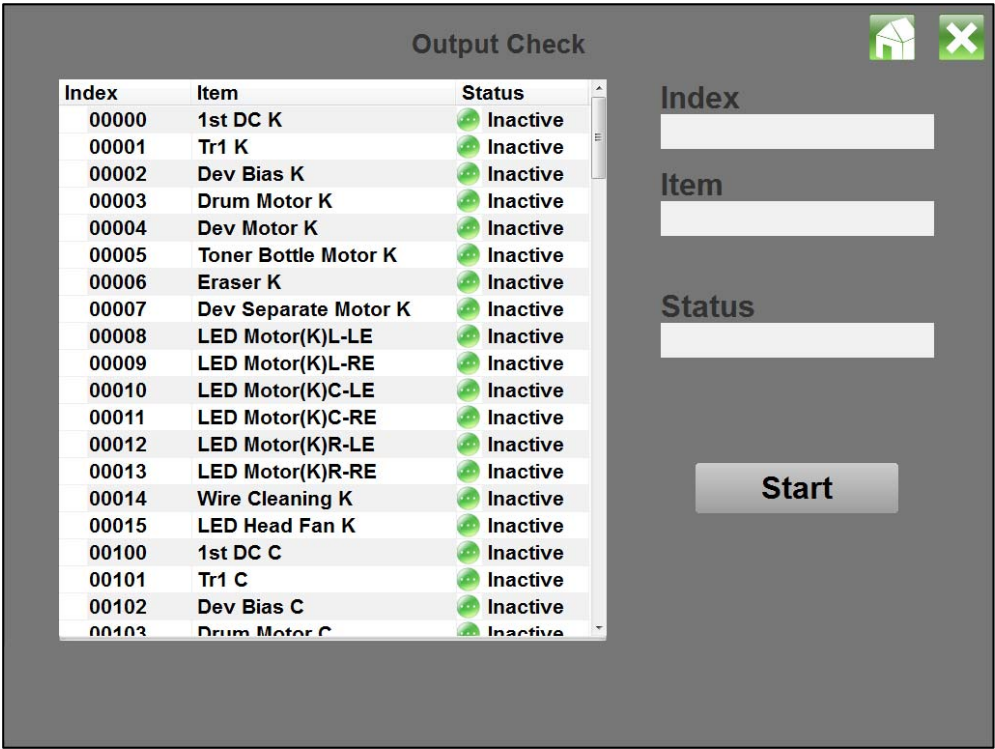 Output Check
Index Item Status
00000 1st DC K Inactive
00001 Tr1 K Inactive
00002 Dev Bias K Inactive
00003 Drum Motor K Inactive
00004 Dev Motor K Inactive
00005 Toner Bottle Motor K Inactive
00006 Eraser K Inactive
00007 Dev Separate Motor K Inactive
00008 LED Motor(K)L-LE Inactive
00009 LED Motor(K)L-RE Inactive
00010 LED Motor(K)C-LE Inactive
00011 LED Motor(K)C-RE Inactive
00012 LED Motor(K)R-LE Inactive
00013 LED Motor(K)R-RE Inactive
00014 Wire Cleaning K Inactive
00015 LED Head Fan K Inactive
00100 1st DC C Inactive
00101 Tr1 C Inactive
00102 Dev Bias C Inactive
00103 Drum Motor C Inactive
Index
Item
Status
Start